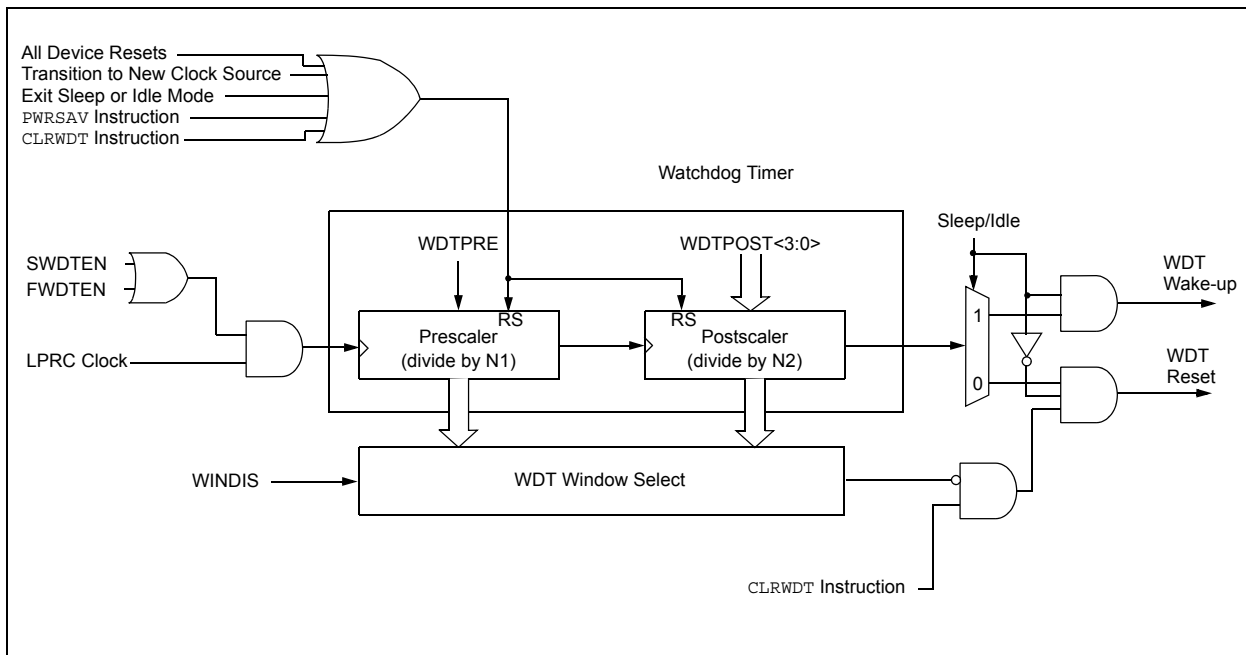 All Device Resets
Transition to New Clock Source
Exit Sleep or Idle Mode
PWRSAV Instruction
CLRWDT Instruction
Watchdog Timer
Sleep/Idle
WDTPRE
WDTPOST<3:0>
SWDTEN
FWDTEN
WDT
Wake-up
RS
RS
1
Prescaler
(divide by N1)
Postscaler
(divide by N2)
LPRC Clock
WDT
Reset
0
WINDIS
WDT Window Select
CLRWDT Instruction